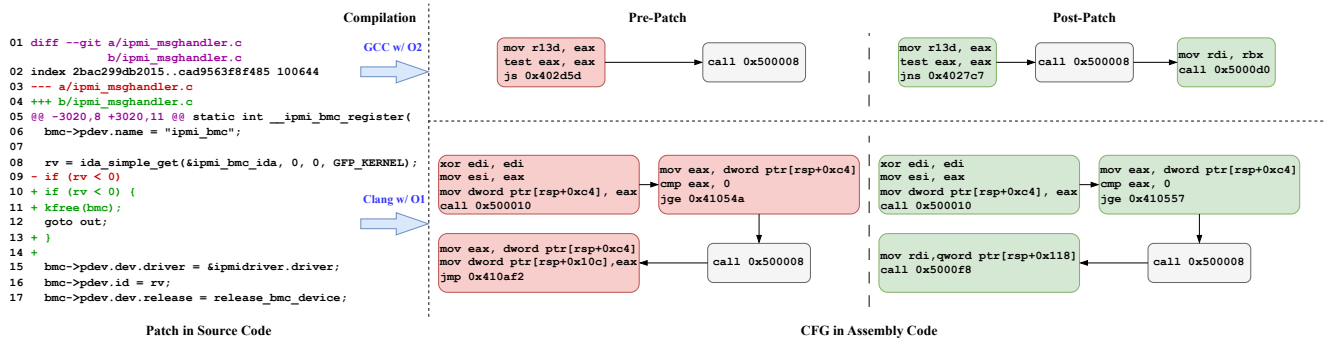 Compilation
Pre-Patch
Post-Patch
GCC w/ O2
Clang w/ O1
01 diff --git a/ipmi_msghandler.c
b/ipmi_msghandler.c
02 index 2bac299db2015..cad9563f8f485 100644
03 --- a/ipmi_msghandler.c
04 +++ b/ipmi_msghandler.c
05 @@ -3020,8 +3020,11 @@ static int __ipmi_bmc_register(
06 bmc->pdev.name = "ipmi_bmc";
07
08 rv = ida_simple_get(&ipmi_bmc_ida, 0, 0, GFP_KERNEL);
09 - if (rv < 0)
10 + if (rv < 0) {
11 + kfree(bmc);
12 goto out;
13 + }
14 +
15 bmc->pdev.dev.driver = &ipmidriver.driver;
16 bmc->pdev.id = rv;
17 bmc->pdev.dev.release = release_bmc_device;
mov r13d, eax
test eax, eax
js 0x402d5d
call 0x500008
mov r13d, eax
test eax, eax
jns 0x4027c7
call 0x500008
mov rdi, rbx
call 0x5000d0
xor edi, edi
mov esi, eax
mov dword ptr[rsp+0xc4], eax
call 0x500010
mov eax, dword ptr[rsp+0xc4]
cmp eax, 0
jge 0x41054a
mov eax, dword ptr[rsp+0xc4]
mov dword ptr[rsp+0x10c],eax
jmp 0x410af2
call 0x500008
xor edi, edi
mov esi, eax
mov dword ptr[rsp+0xc4], eax
call 0x500010
mov eax, dword ptr[rsp+0xc4]
cmp eax, 0
jge 0x410557
mov rdi,qword ptr[rsp+0x118]
call 0x5000f8
call 0x500008
Patch in Source Code
CFG in Assembly Code